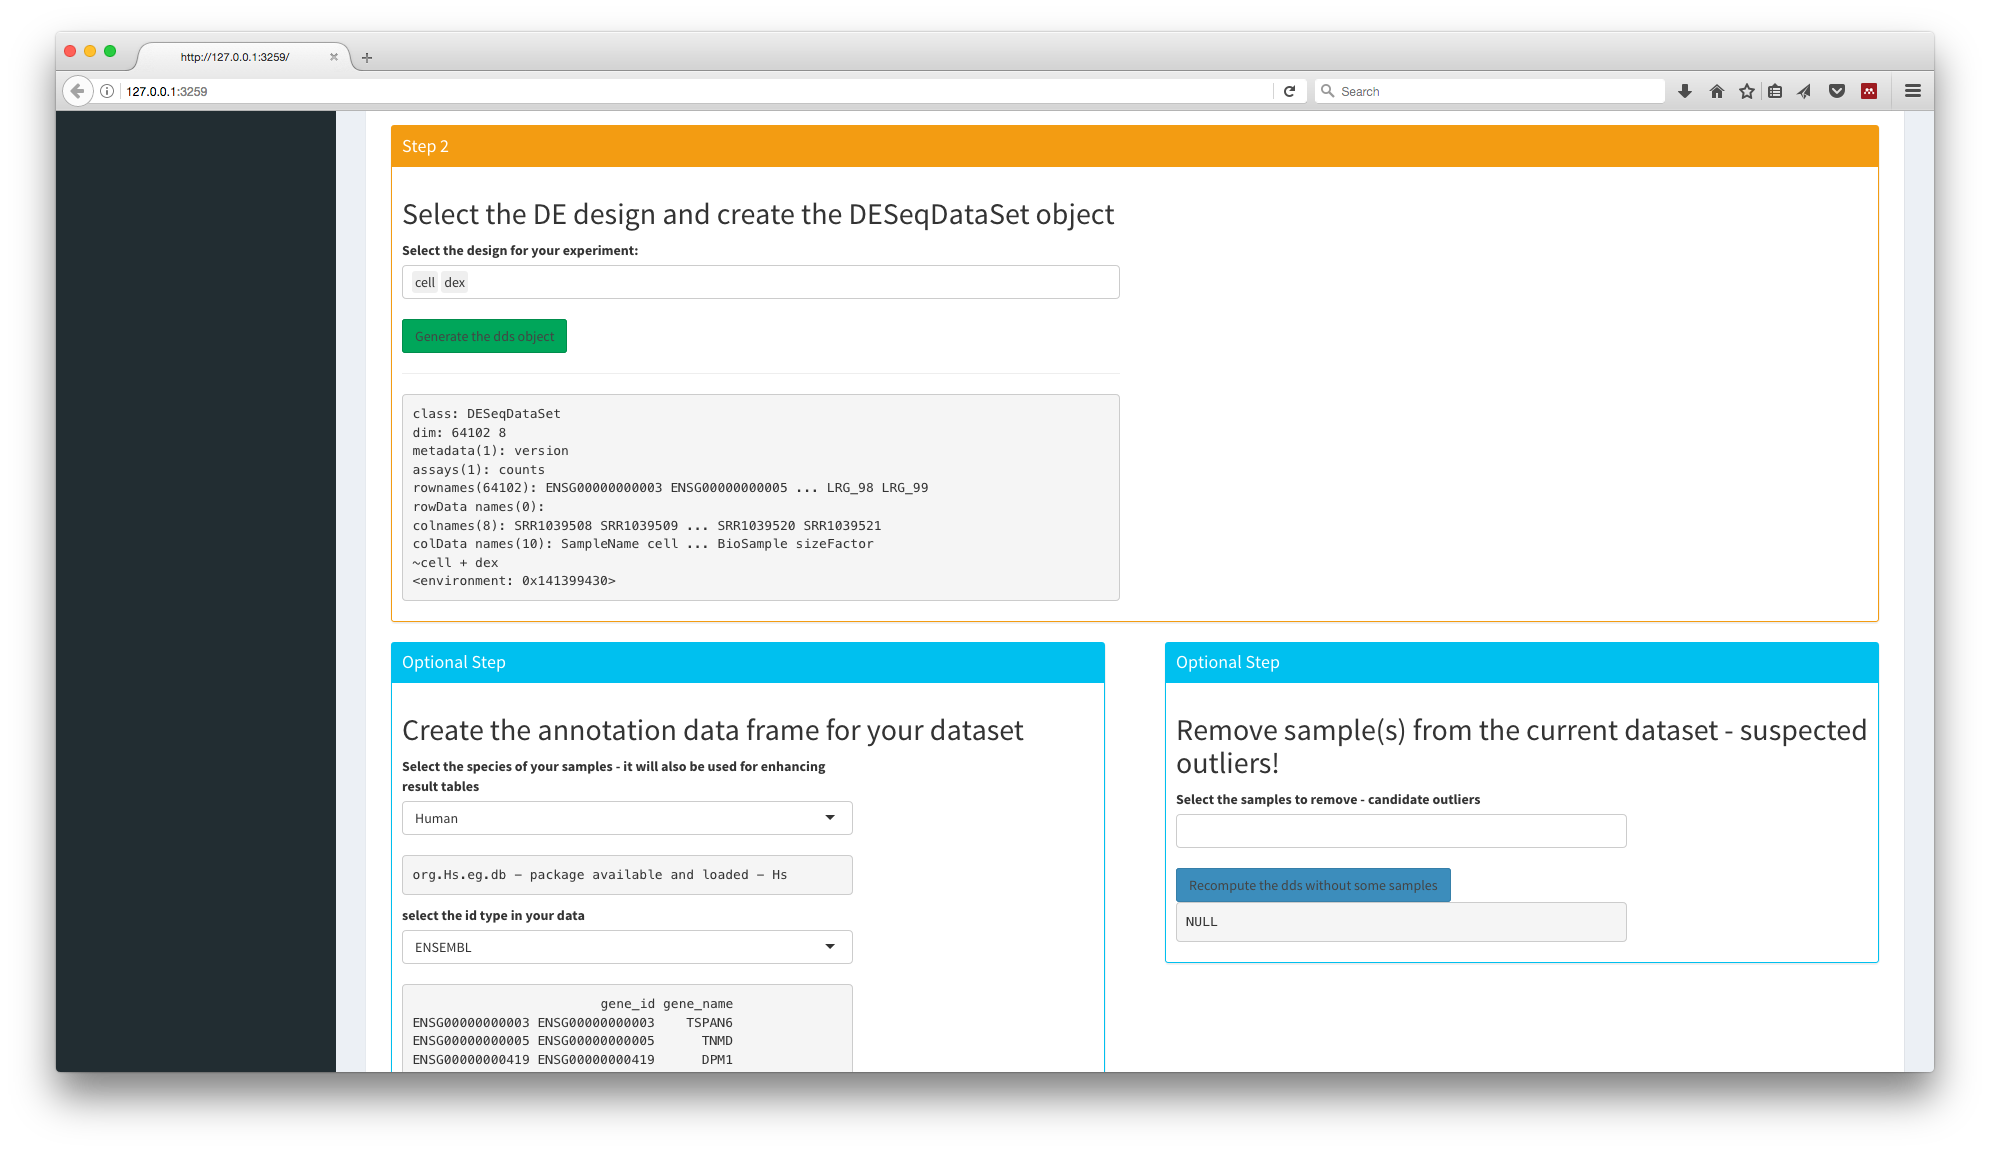 http://127.0.0.1:3259/
127.0.0.1:3259
Search
Step 2
Select the DE design and create the DESeqDataSet object
Select the design for your experiment:
cell dex
Generate the dds object
class: DESeqDataSet
dim: 64102 8
metadata(1): version
assays(1): counts
rownames(64102): ENSG00000000003 ENSG00000000005 ... LRG_98 LRG_99
rowData names(0):
colnames(8): SRR1039508 SRR1039509 ... SRR1039520 SRR1039521
colData names(10): SampleName cell ... BioSample sizeFactor
~cell + dex
<environment: 0x141399430>
Optional Step
Create the annotation data frame for your dataset
Select the species of your samples - it will also be used for enhancing
result tables
Human
org.Hs.eg.db - package available and loaded - Hs
select the id type in your data
ENSEMBL
gene_id gene_name
ENSG00000000003 ENSG00000000003 TSPAN6
ENSG00000000005 ENSG00000000005 TNMD
ENSG00000000419 ENSG00000000419 DPM1
Optional Step
Remove sample(s) from the current dataset - suspected
outliers!
Select the samples to remove - candidate outliers
Recompute the dds without some samples
NULL